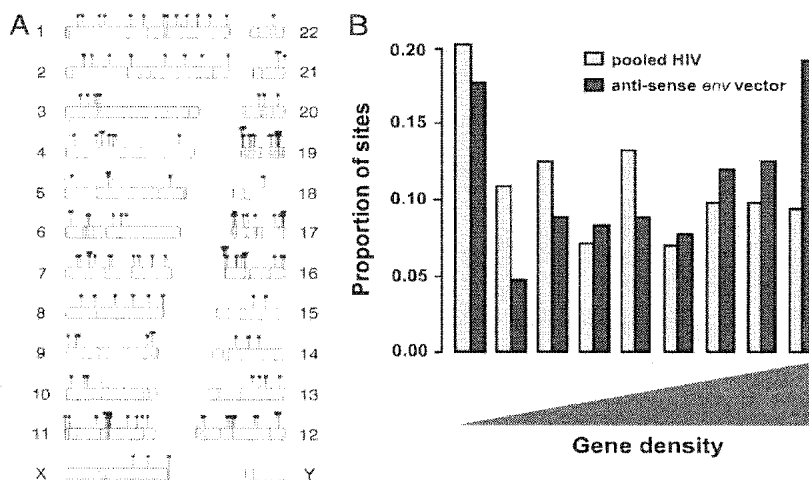 A
1 22
2 21
3 20
4 19
5 18
6 17
7 16
8 15
9 14
10 13
11 12
X Y
B
0.20
0.15
0.10
0.05
0.00
Proportion of sites
pooled HIV
anti-sense env vector
Gene density